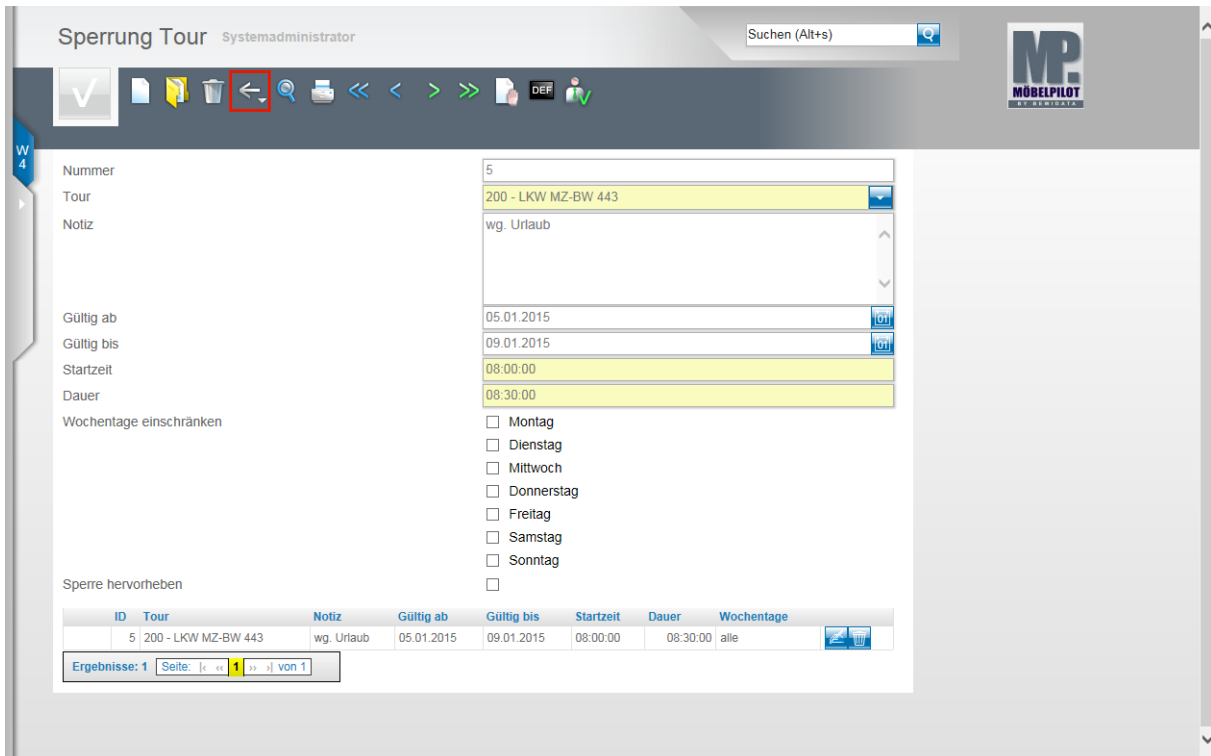 Sperrung Tour Systemadministrator Suchen (Alt+s)
MP.
MÖBELPILOT
BY BEWIDATA
DEF
W
4
Nummer 5
Tour 200 - LKW MZ-BW 443
Notiz wg. Urlaub
Gültig ab 05.01.2015 01
Gültig bis 09.01.2015 01
Startzeit 08:00:00
Dauer 08:30:00
Wochentage einschränken Montag
Dienstag
Mittwoch
Donnerstag
Freitag
Samstag
Sonntag
Sperre hervorheben
ID Tour Notiz Gültig ab Gültig bis Startzeit Dauer Wochentage
5 200 - LKW MZ-BW 443 wg. Urlaub 05.01.2015 09.01.2015 08:00:00 08:30:00 alle
Ergebnisse: 1 Seite: |‹ ‹‹ 1 ›› ›| von 1